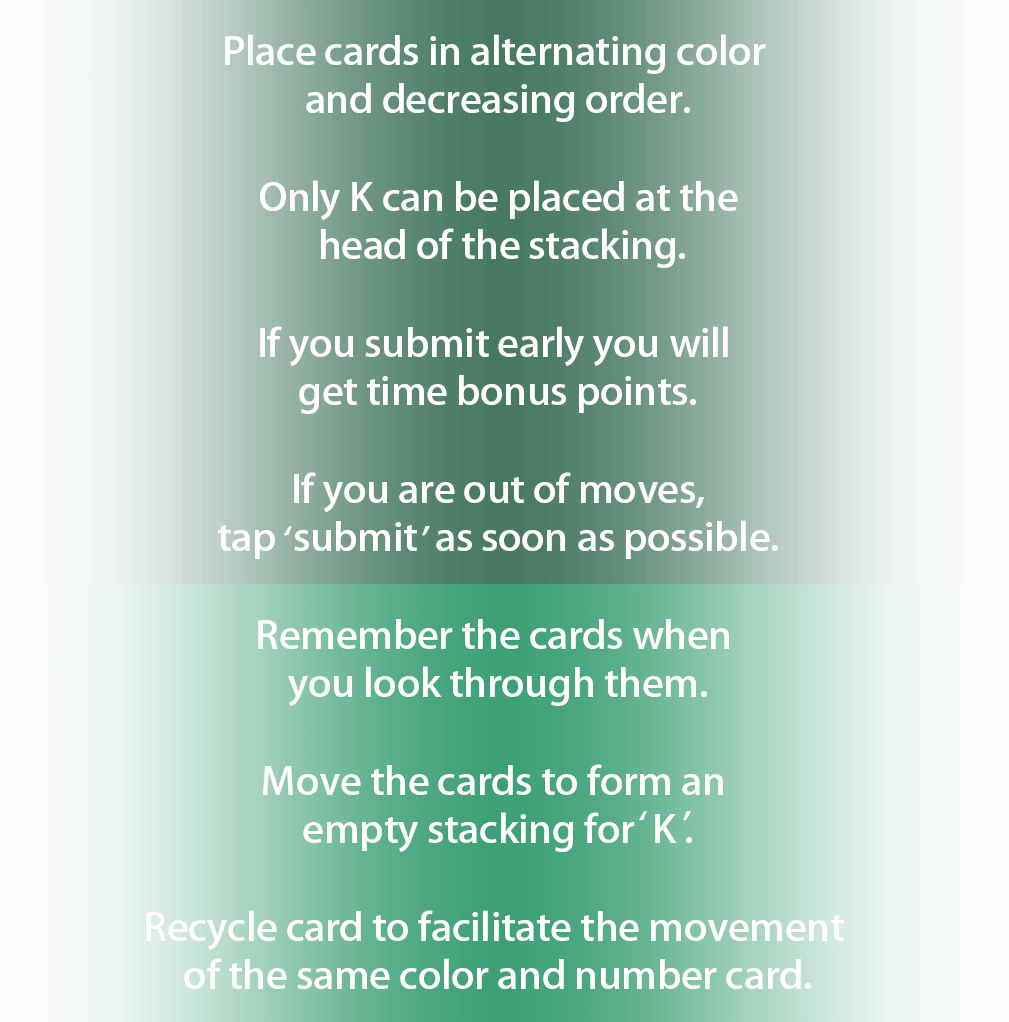 Place cards in alternating color
and decreasing order.
Only K can be placed at the
head of the stacking.
If you submit early you will
get time bonus points.
If you are out of moves,
tap ‘submit’ as soon as possible.
Remember the cards when
you look through them.
Move the cards to form an
empty stacking for ‘K’.
Recycle card to facilitate the movement
of the same color and number card.